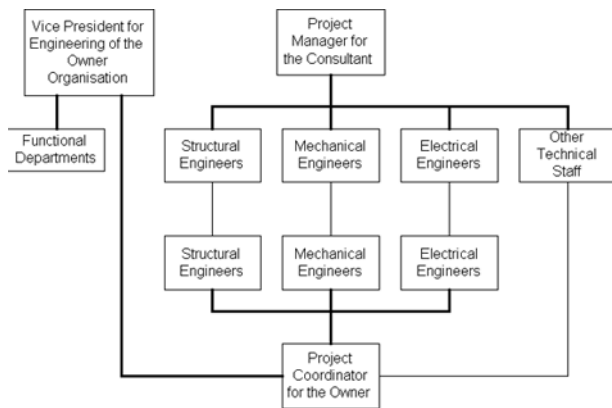 Vice President for
Engineering of the
Owner
Organisation
Project
Manager for
the Consultant
Functional
Departments
Structural
Engineers
Mechanical
Engineers
Electrical
Engineers
Other
Technical
Staff
Structural
Engineers
Mechanical
Engineers
Electrical
Engineers
Project
Coordinator
for the Owner